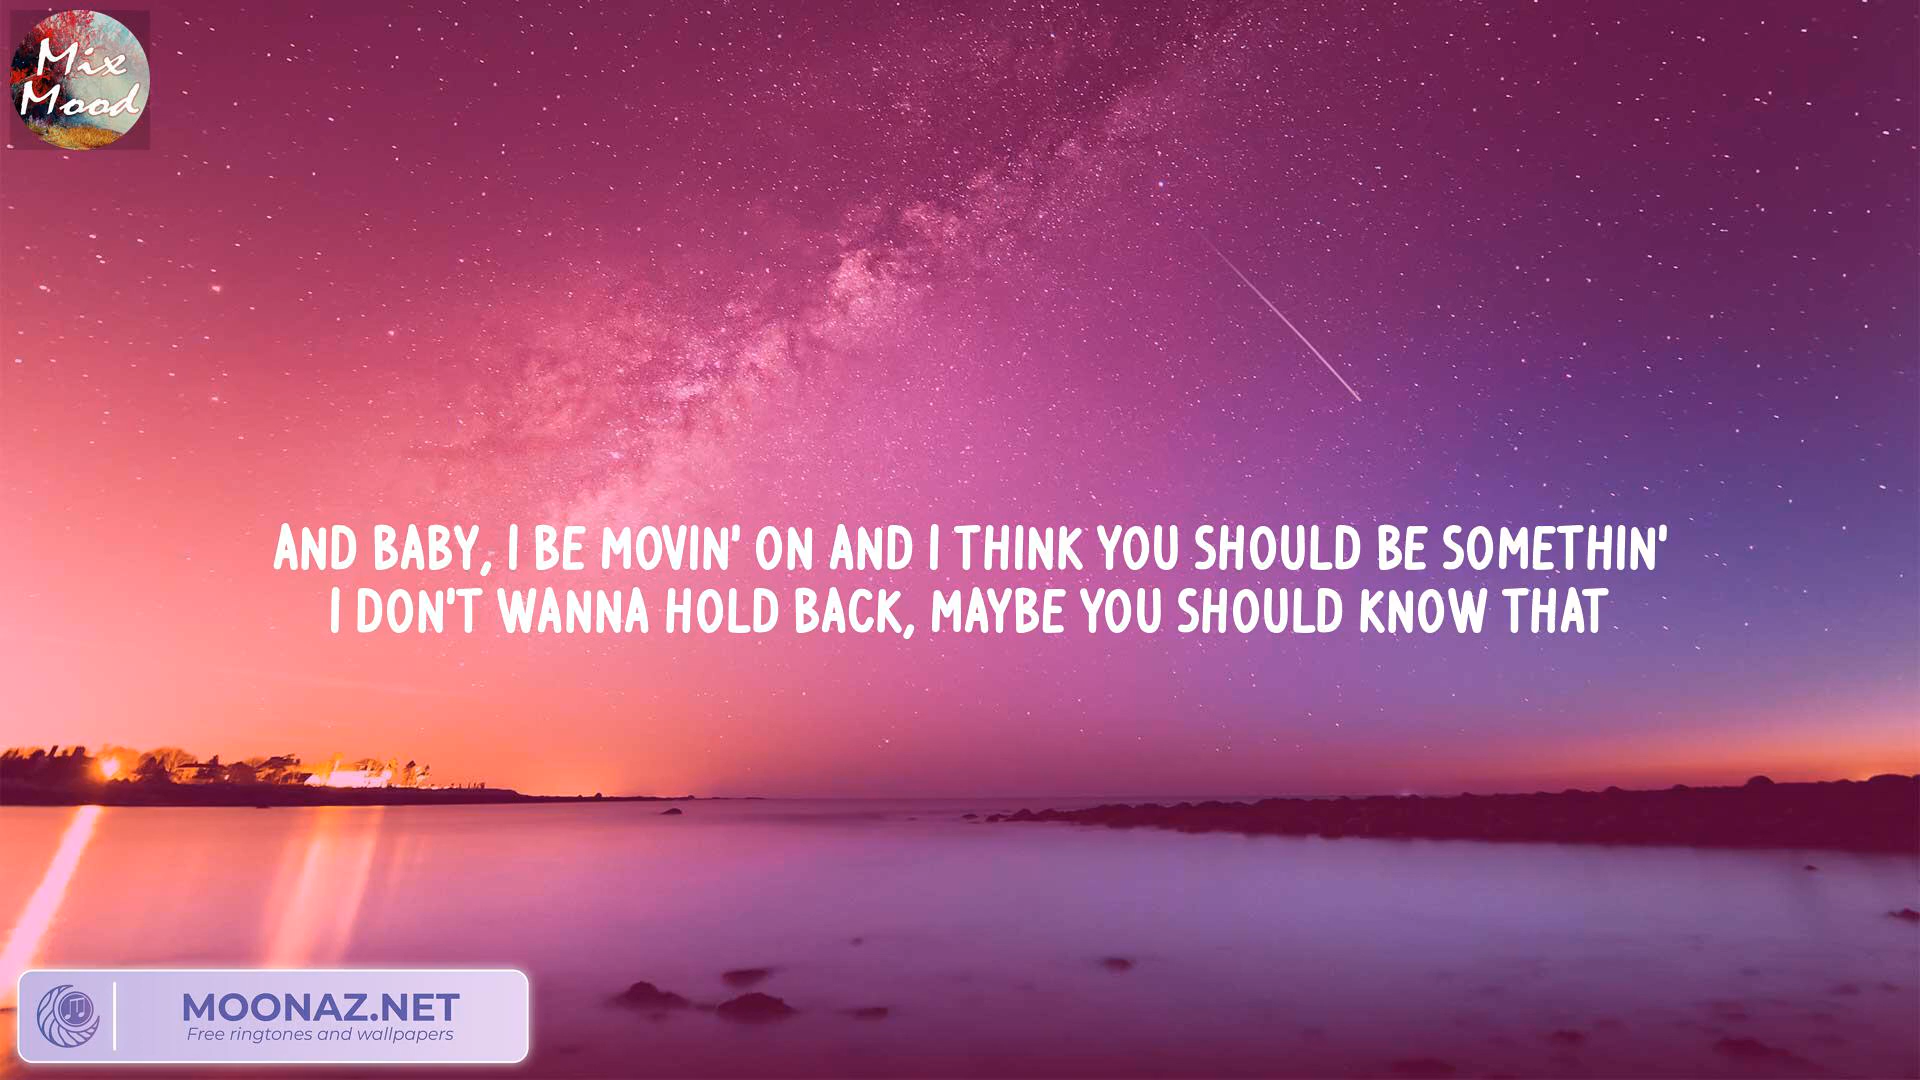 Mix
Mood
AND BABY, I BE MOVIN' ON AND I THINK YOU SHOULD BE SOMETHIN'
I DON'T WANNA HOLD BACK, MAYBE YOU SHOULD KNOW THAT
MOONAZ.NET
Free ringtones and wallpapers